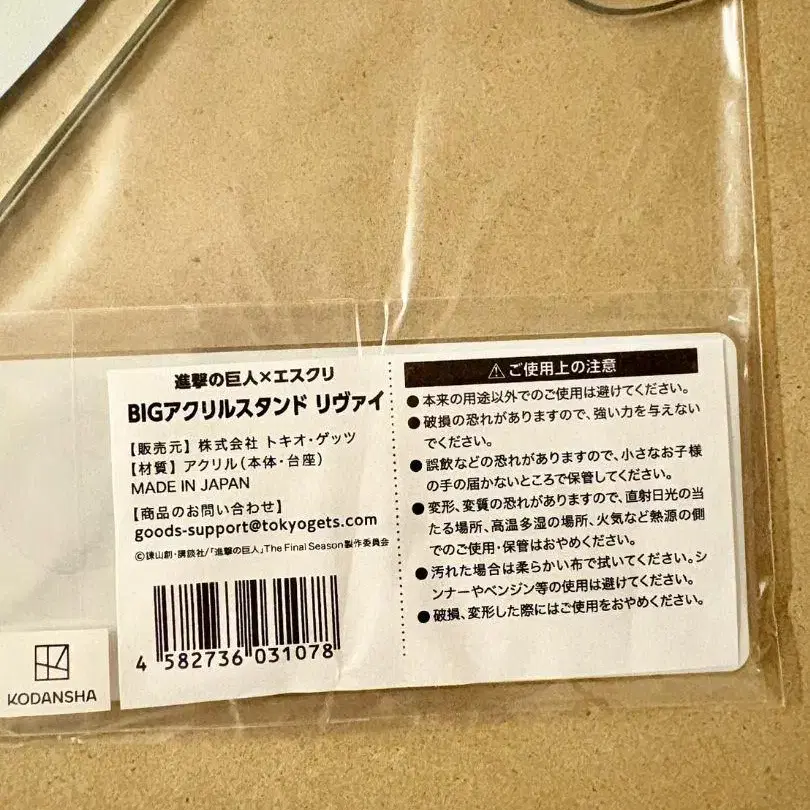 進撃の巨人×エスクリ
BIGアクリルスタンド リヴァイ
【販売元】株式会社 トキオ・ゲッツ
【材質】アクリル(本体・台座)
MADE IN JAPAN
【商品のお問い合わせ】
goods-support@tokyogets.com
©諫山創・講談社/「進撃の巨人」The Final Season製作委員会
4 582736 031078
KODANSHA
⚠ご使用上の注意
●本来の用途以外でのご使用は避けてください。
●破損の恐れがありますので、強い力を与えない
でください。
●誤飲などの恐れがありますので、小さなお子様
の手の届かないところで保管してください。
●変形、変質の恐れがありますので、直射日光の当
たる場所、高温多湿の場所、火気など熱源の側
でのご使用・保管はおやめください。
●汚れた場合は柔らかい布で拭いてください。シ
ンナーやベンジン等の使用は避けてください。
●破損、変形した際にはご使用をおやめください。